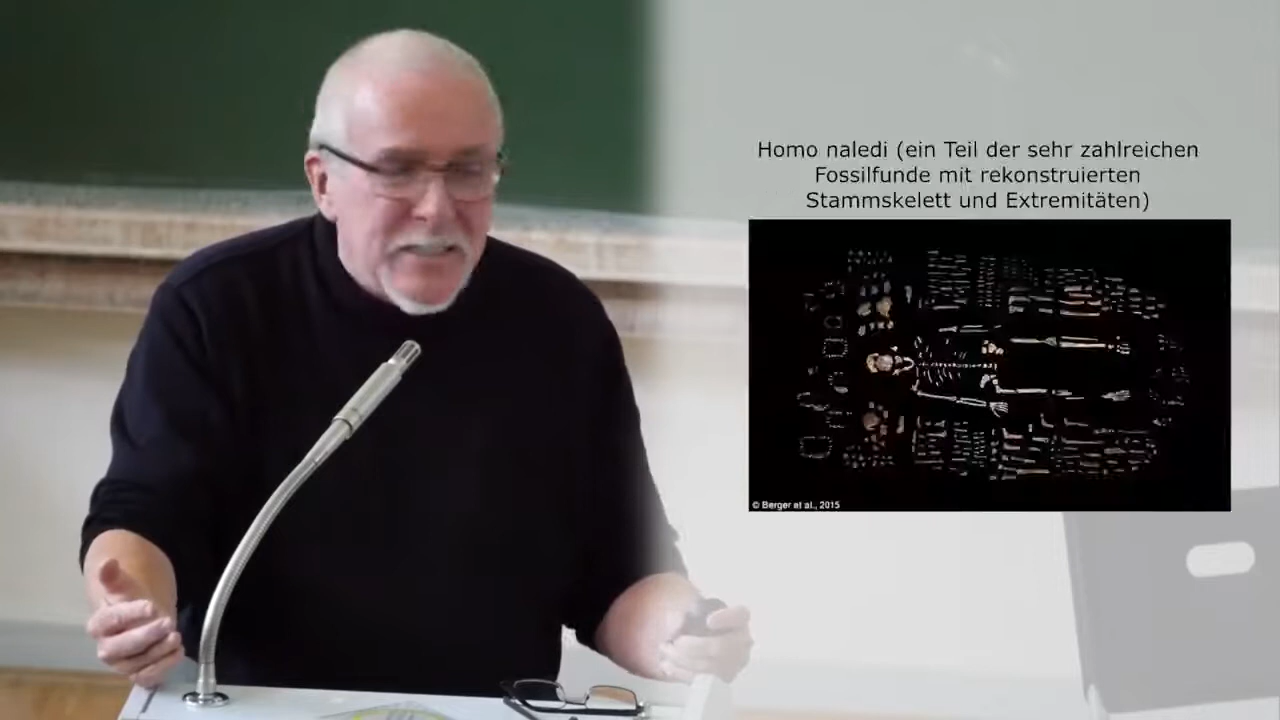 Homo naledi (ein Teil der sehr zahlreichen
Fossilfunde mit rekonstruierten
Stammskelett und Extremitäten)
© Berger et al., 2015